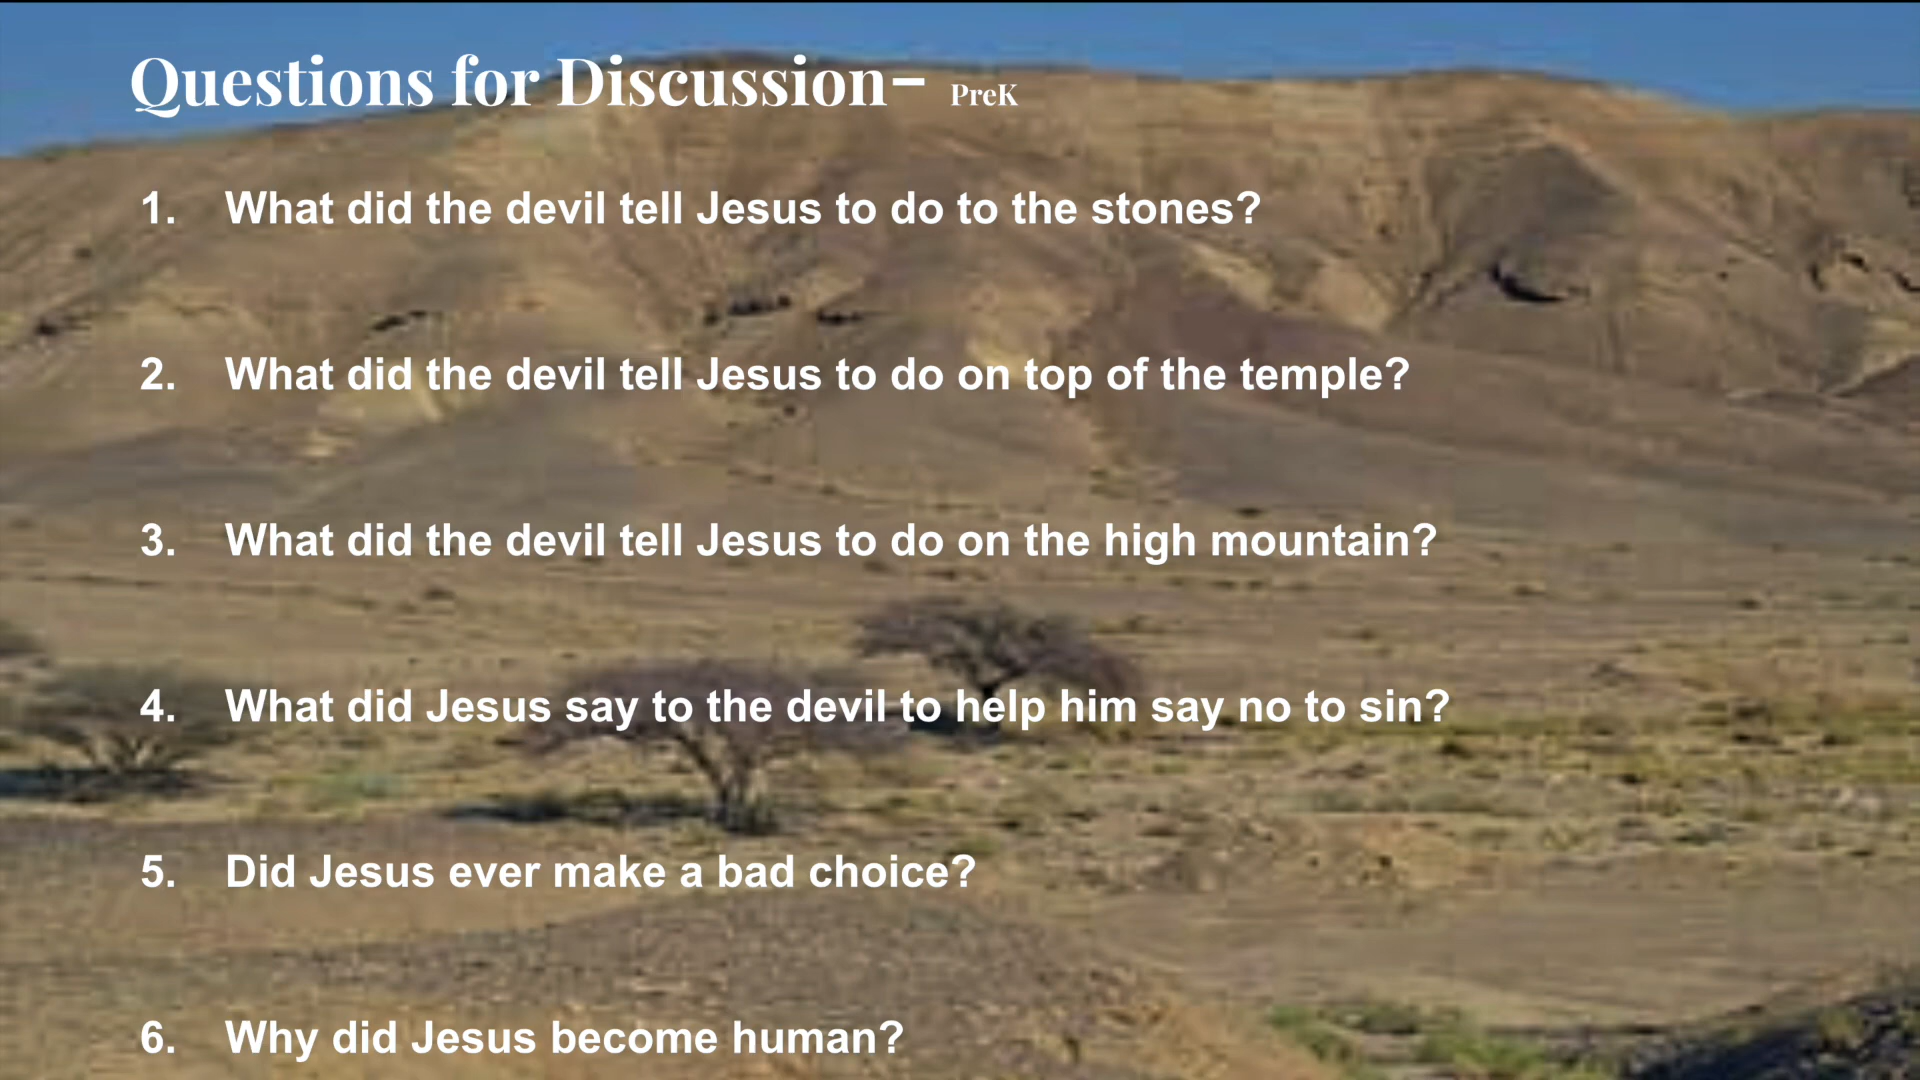 Questions for Discussion– PreK
1. What did the devil tell Jesus to do to the stones?
2. What did the devil tell Jesus to do on top of the temple?
3. What did the devil tell Jesus to do on the high mountain?
4. What did Jesus say to the devil to help him say no to sin?
5. Did Jesus ever make a bad choice?
6. Why did Jesus become human?